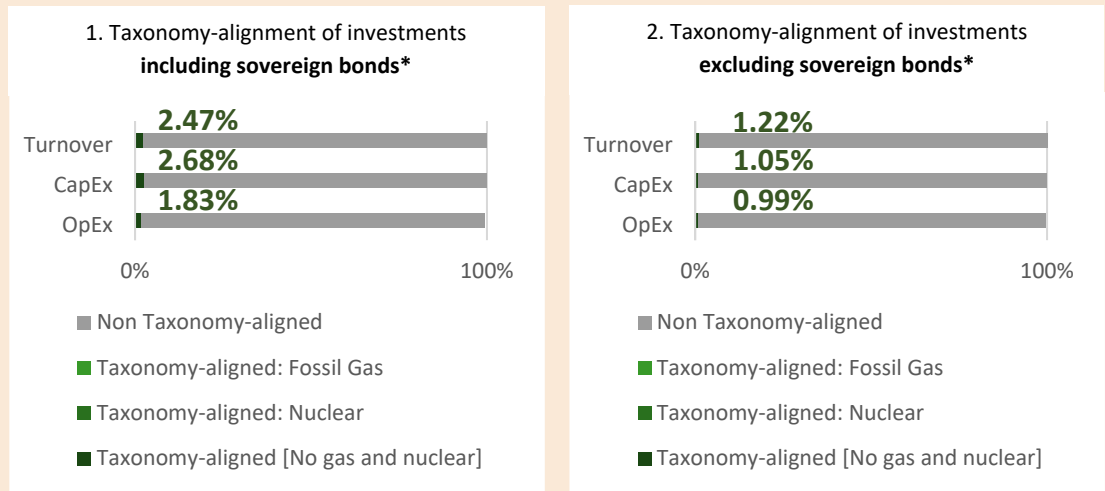 1. Taxonomy-alignment of investments
including sovereign bonds*
2.47%
Turnover
2.68%
CapEx
1.83%
OpEx
0%
100%
Non Taxonomy-aligned
Taxonomy-aligned: Fossil Gas
Taxonomy-aligned: Nuclear
Taxonomy-aligned [No gas and nuclear]
2. Taxonomy-alignment of investments
excluding sovereign bonds*
1.22%
Turnover
1.05%
CapEx
0.99%
OpEx
0%
100%
Non Taxonomy-aligned
Taxonomy-aligned: Fossil Gas
Taxonomy-aligned: Nuclear
Taxonomy-aligned [No gas and nuclear]